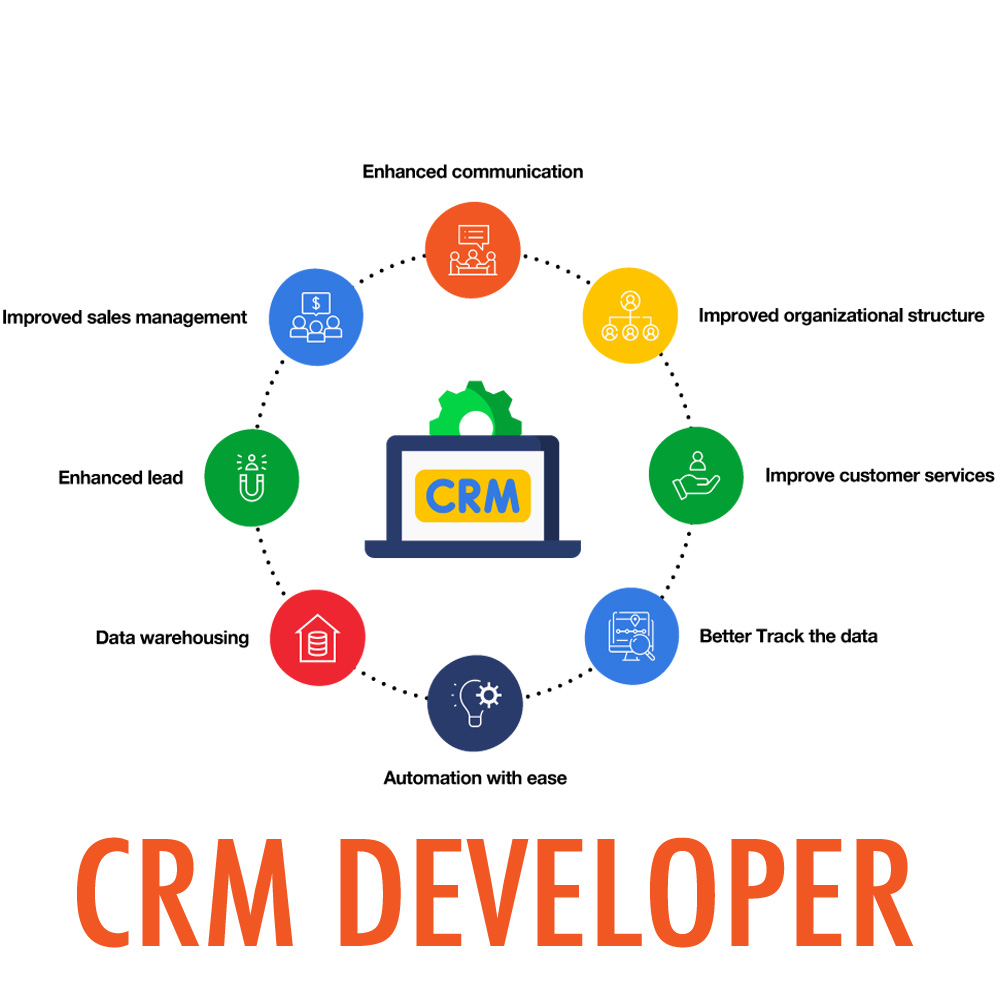 Enhanced communication
Improved sales management
Improved organizational structure
$
Enhanced lead
CRM
Improve customer services
Data warehousing
Better Track the data
Automation with ease
CRM DEVELOPER